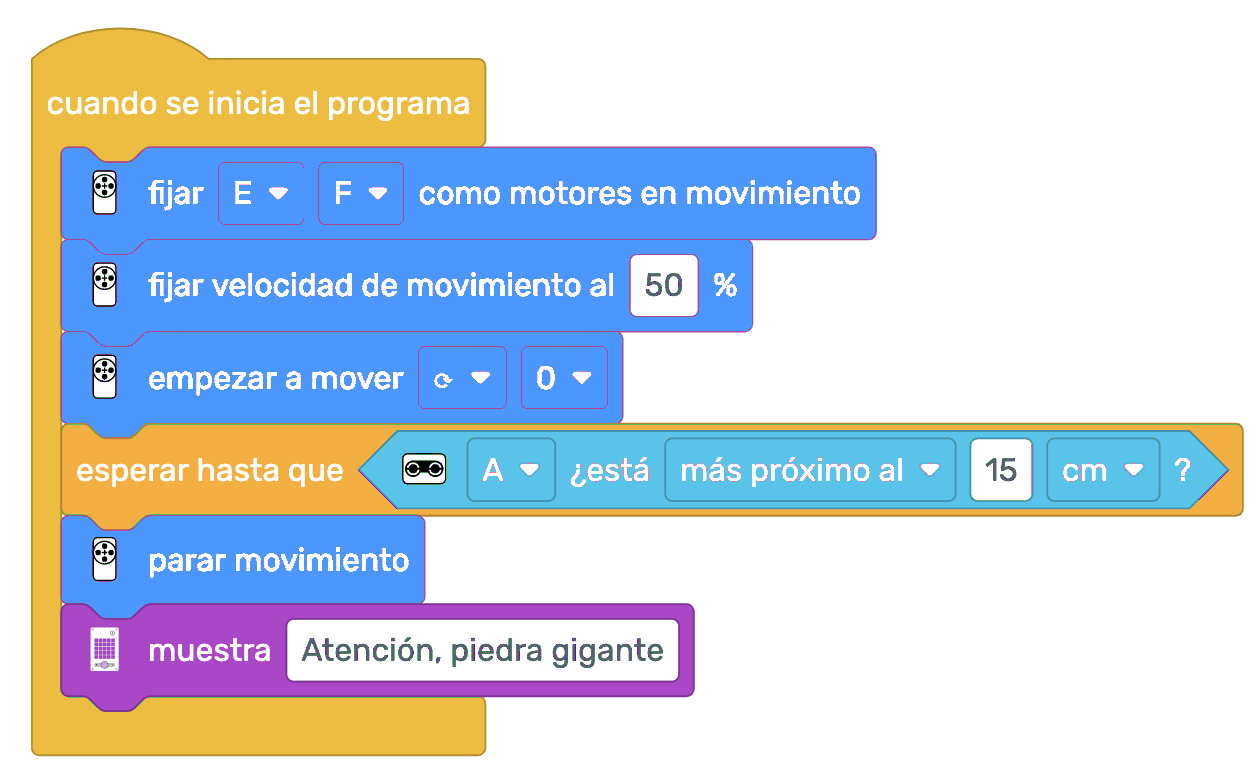 cuando se inicia el programa
fijar E F como motores en movimiento
fijar velocidad de movimiento al 50 %
empezar a mover 0
esperar hasta que A ¿está más próximo al 15 cm ?
parar movimiento
muestra Atención, piedra gigante